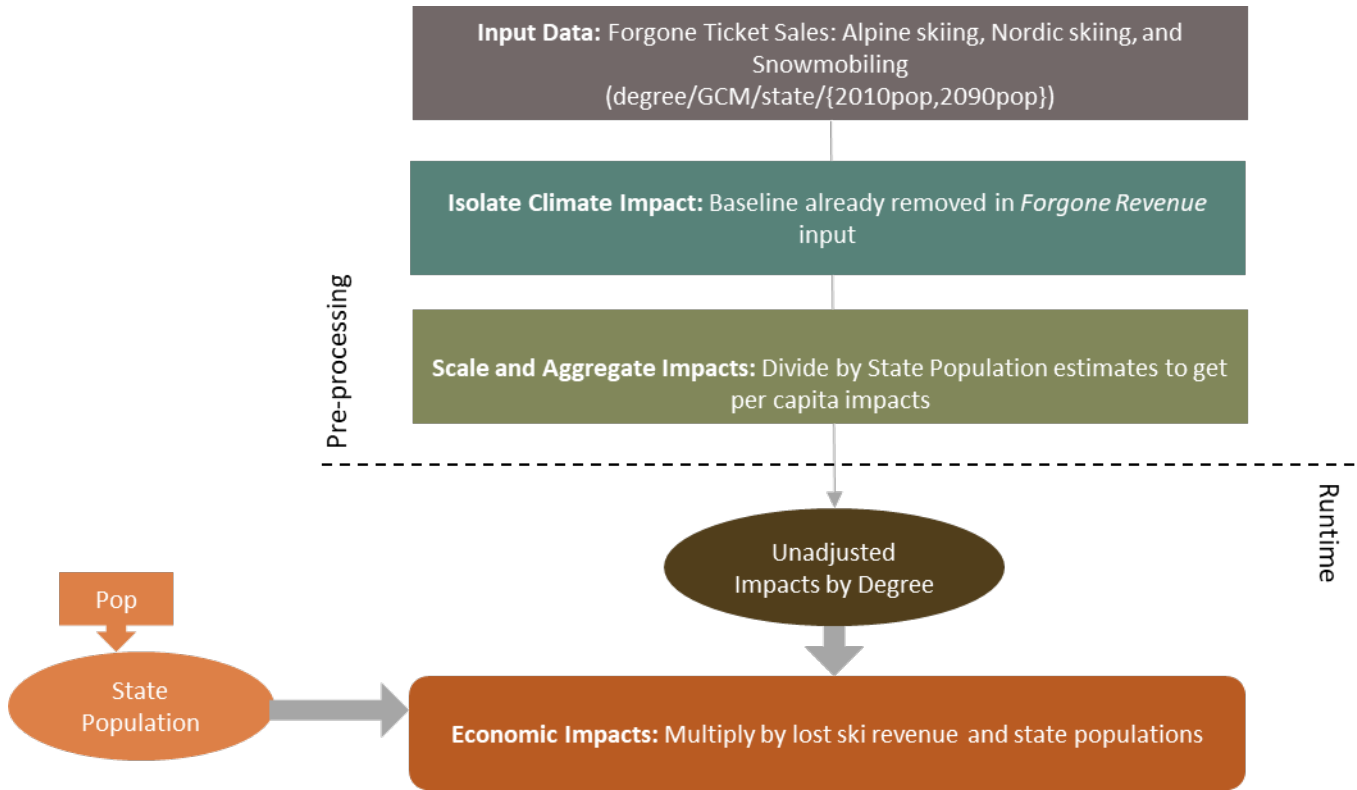 Input Data: Forgone Ticket Sales: Alpine skiing, Nordic skiing, and
Snowmobiling
(degree/GCM/state/{2010pop,2090pop})
Isolate Climate Impact: Baseline already removed in Forgone Revenue
input
Pre-processing
Scale and Aggregate Impacts: Divide by State Population estimates to get
per capita impacts
Runtime
Unadjusted
Impacts by Degree
Pop
State
Population
Economic Impacts: Multiply by lost ski revenue and state populations